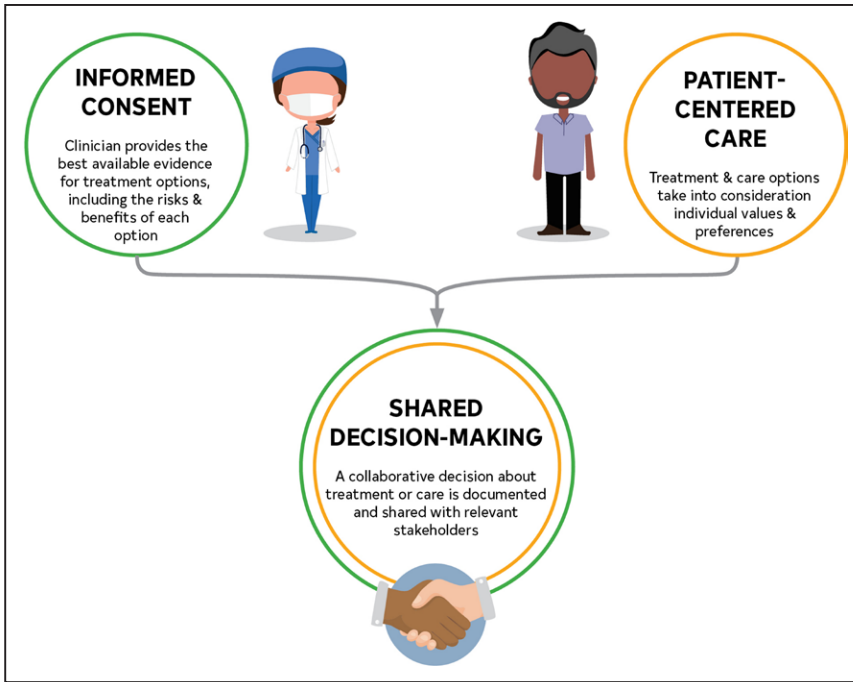 INFORMED
CONSENT
Clinician provides the
best available evidence
for treatment options,
including the risks &
benefits of each
option
PATIENT-
CENTERED
CARE
Treatment & care options
take into consideration
individual values &
preferences
SHARED
DECISION-MAKING
A collaborative decision about
treatment or care is documented
and shared with relevant
stakeholders